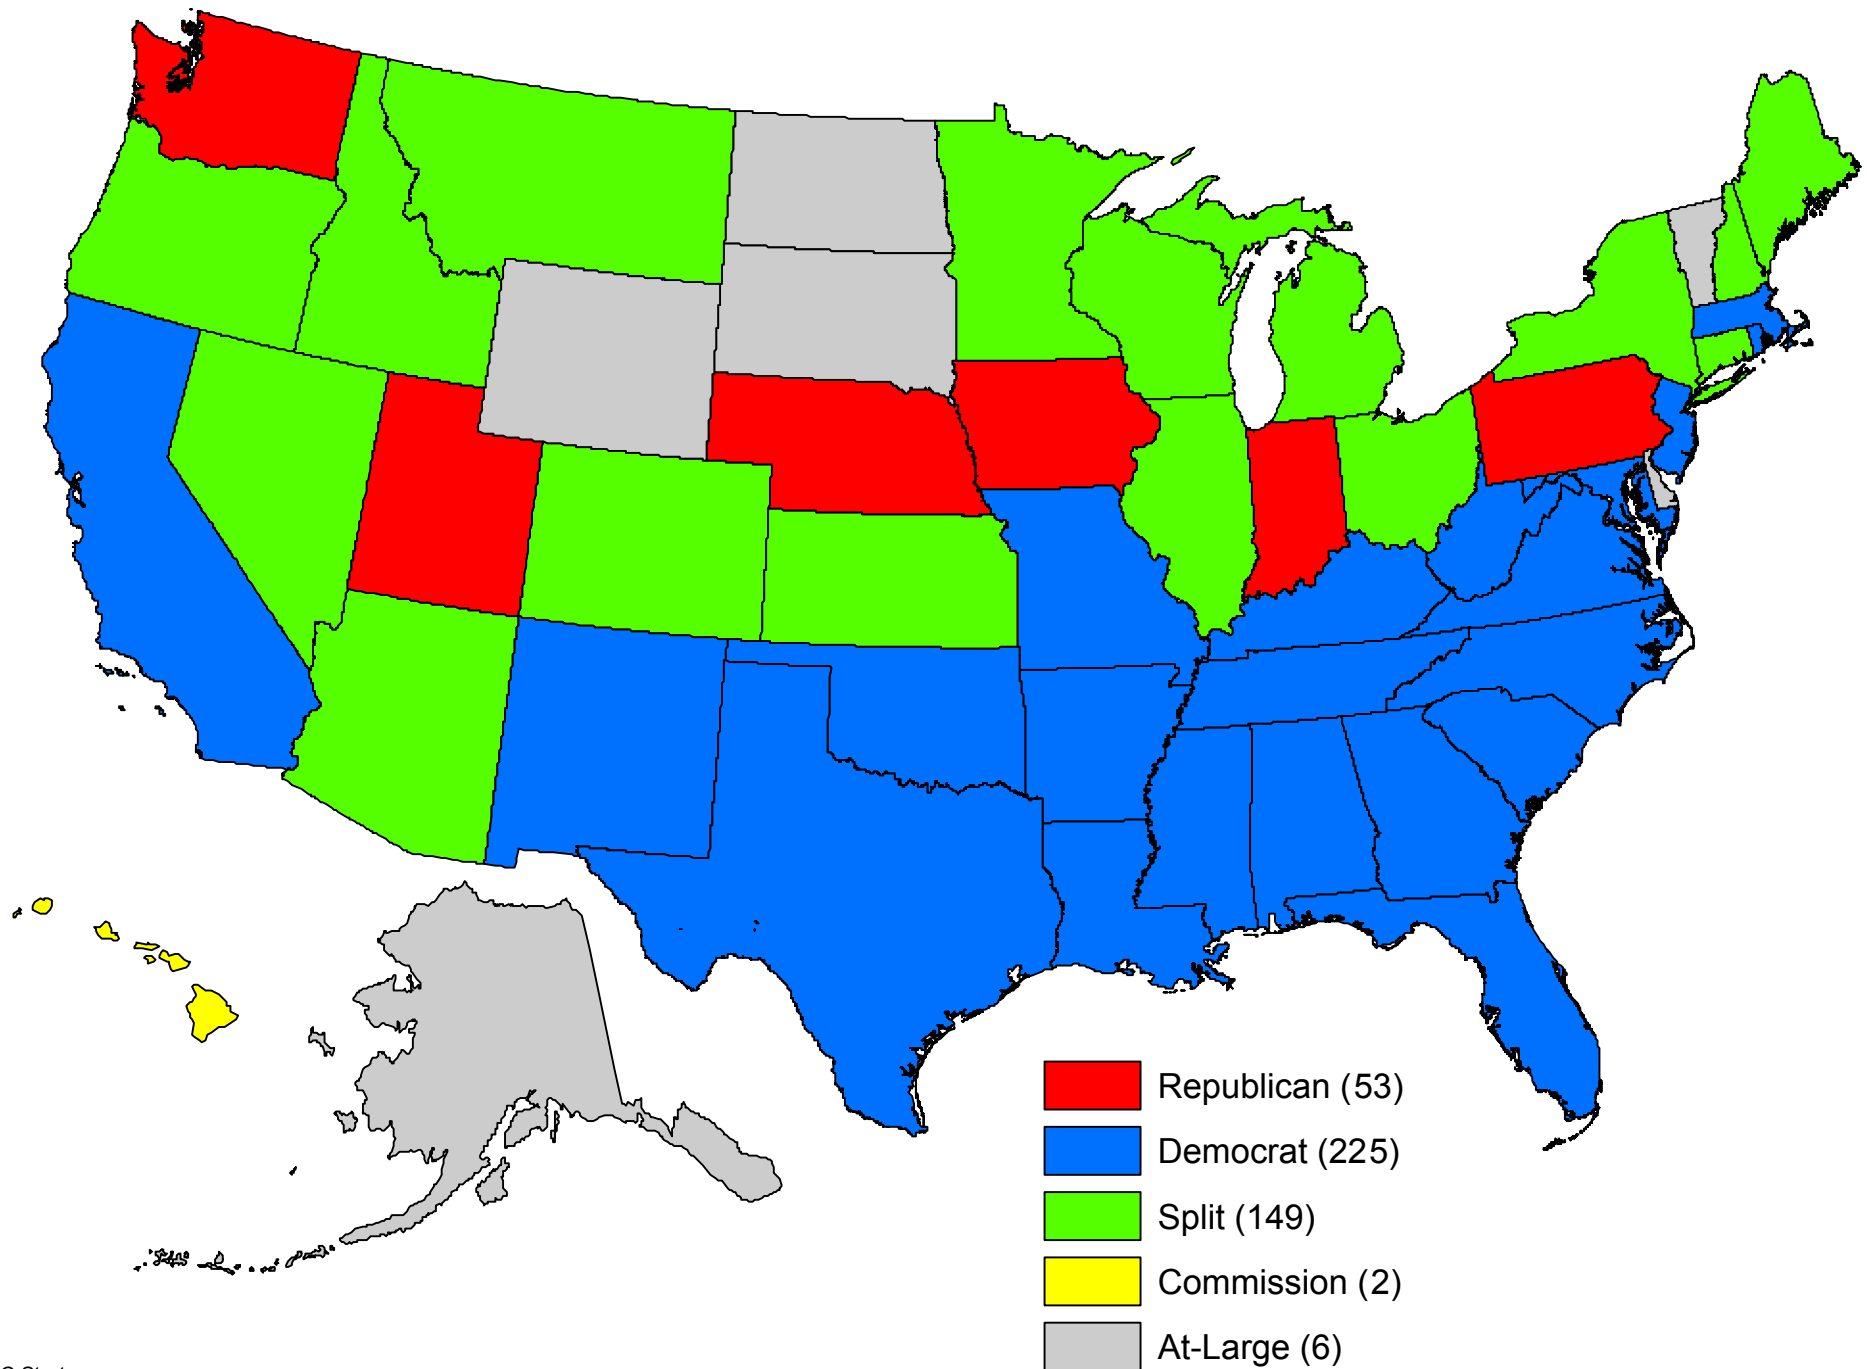 Republican (53)
Democrat (225)
Split (149)
Commission (2)
At-Large (6)